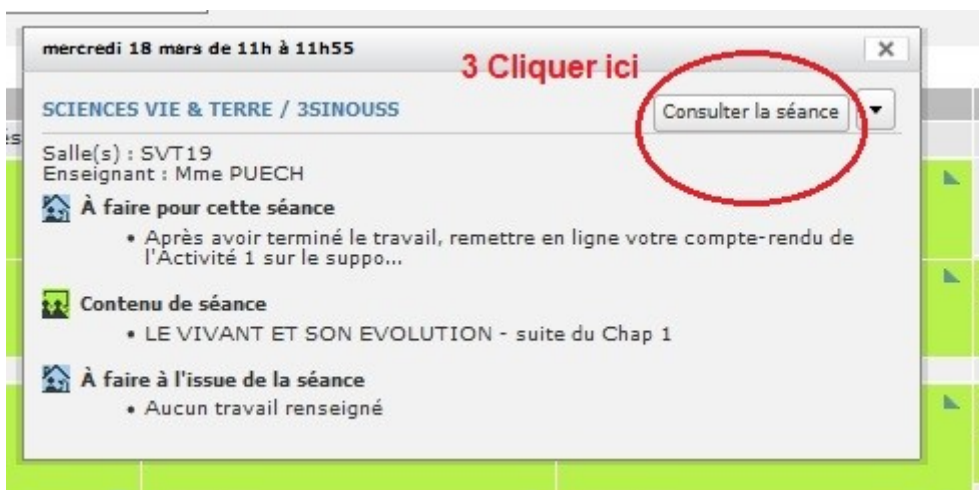 mercredi 18 mars de 11h à 11h55
3 Cliquer ici
SCIENCES VIE & TERRE / 3SINOUSS
Consulter la séance
Salle(s) : SVT19
Enseignant : Mme PUECH
À faire pour cette séance
• Après avoir terminé le travail, remettre en ligne votre compte-rendu de
l'Activité 1 sur le suppo...
Contenu de séance
• LE VIVANT ET SON EVOLUTION - suite du Chap 1
À faire à l'issue de la séance
• Aucun travail renseigné